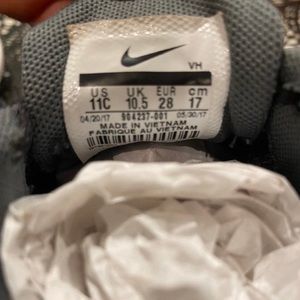 VH
US UK EUR cm
11C 10.5 28 17
04/20/17 904237-001 05/30/17
MADE IN VIETNAM
FABRIQUÉ AU VIETNAM